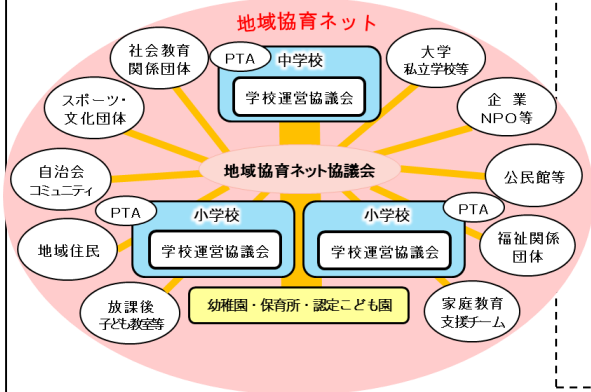 地域協育ネット
社会教育
関係団体
PTA
中学校
学校運営協議会
大学
私立学校等
スポーツ・
文化団体
企 業
NPO等
地域協育ネット協議会
自治会
コミュニティ
公民館等
PTA
小学校
学校運営協議会
小学校
PTA
学校運営協議会
地域住民
福祉関係
団体
放課後
子ども教室等
幼稚園・保育所・認定こども園
家庭教育
支援チーム